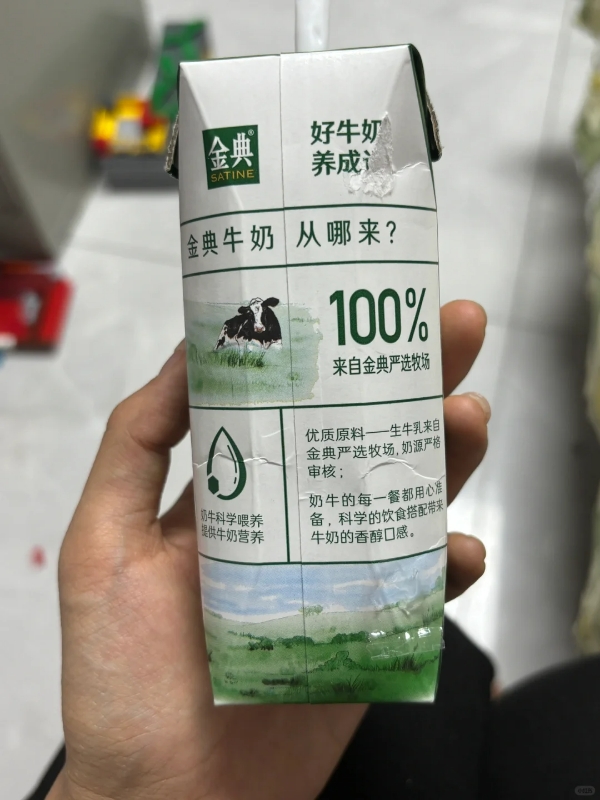 金典®
SATINE
好牛奶
养成
金典牛奶 从哪来?
100%
来自金典严选牧场
优质原料——生牛乳来自
金典严选牧场,奶源严格
审核;
奶牛的每一餐都用心准
备,科学的饮食搭配带来
牛奶的香醇口感。
奶牛科学喂养
提供牛奶营养